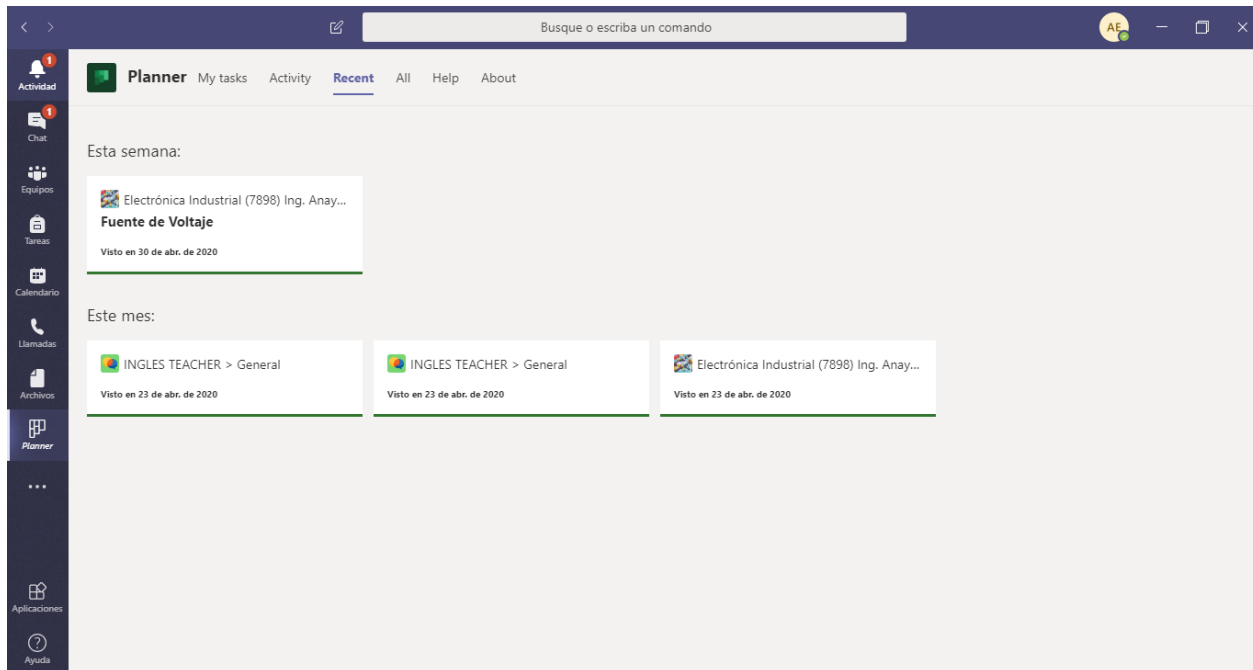 Busque o escriba un comando
AE
1
Actividad
1
Chat
Equipos
Tareas
Calendario
Llamadas
Archivos
Planner
Aplicaciones
Ayuda
Planner My tasks Activity Recent All Help About
Esta semana:
Electrónica Industrial (7898) Ing. Anay...
Fuente de Voltaje
Visto en 30 de abr. de 2020
Este mes:
INGLES TEACHER > General
Visto en 23 de abr. de 2020
INGLES TEACHER > General
Visto en 23 de abr. de 2020
Electrónica Industrial (7898) Ing. Anay...
Visto en 23 de abr. de 2020